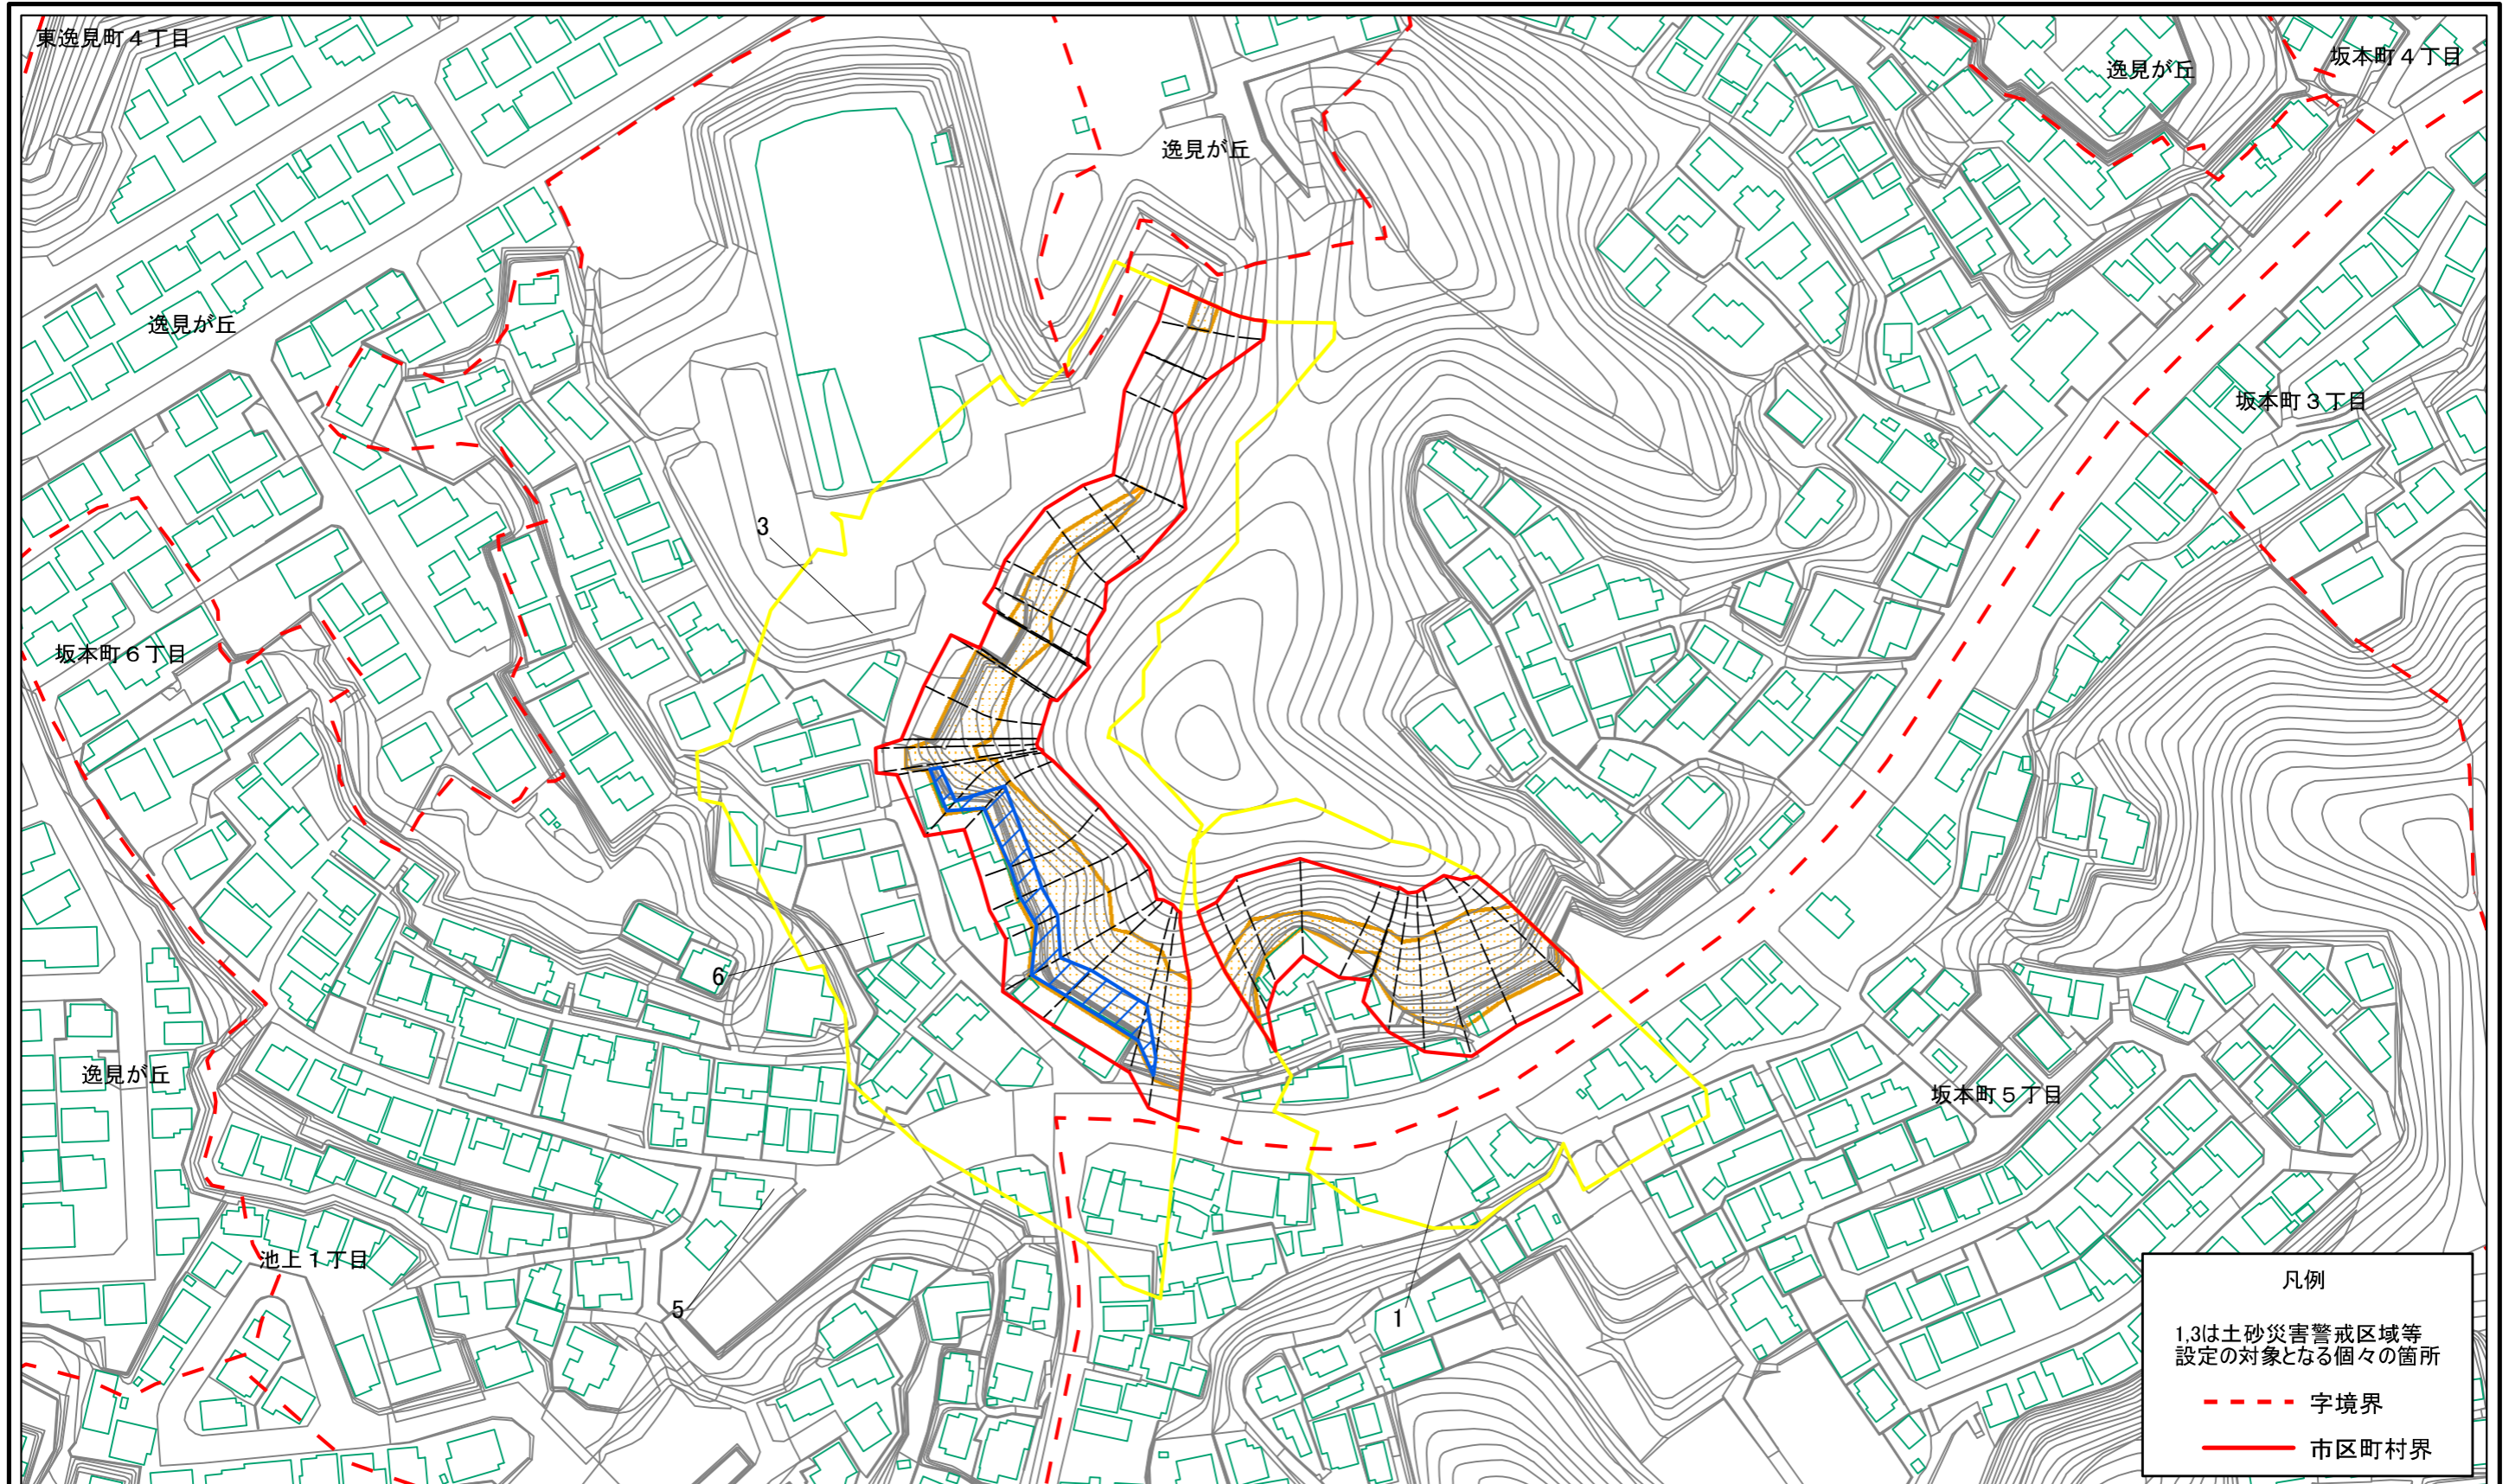 東逸見町４丁目
逸見が丘
坂本町４丁目
逸見が丘
逸見が丘
坂本町３丁目
3
坂本町６丁目
6
逸見が丘
坂本町５丁目
池上１丁目
5
1
凡例
1,3は土砂災害警戒区域等
設定の対象となる個々の箇所
字境界
市区町村界